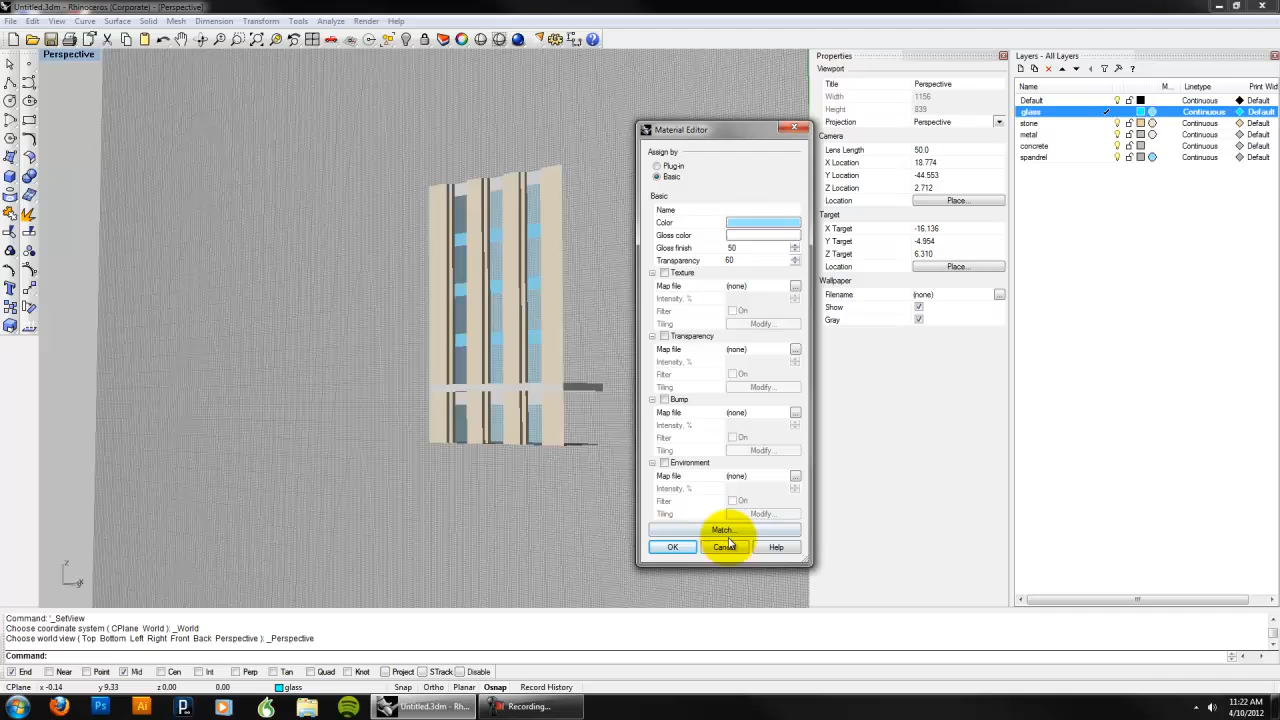 Untitled.3dm - Rhinoceros (Corporate) - [Perspective]
File Edit View Curve Surface Solid Mesh Dimension Transform Tools Analyze Render Help
Perspective
Properties
Viewport
Title Perspective
Width 1156
Height 839
Projection Perspective
Camera
Lens Length 50.0
X Location 18.774
Y Location -44.553
Z Location 2.712
Location Place...
Target
X Target -16.136
Y Target -4.954
Z Target 6.310
Location Place...
Wallpaper
Filename (none)
Show
Gray
Layers - All Layers
Name M... Linetype Print Wid
Default Continuous Default
glass Continuous Default
stone Continuous Default
metal Continuous Default
concrete Continuous Default
spandrel Continuous Default
Material Editor
Assign by
Plug-in
Basic
Basic
Name
Color
Gloss color
Gloss finish 50
Transparency 60
Texture
Map file (none) ...
Intensity, %
Filter On
Tiling Modify...
Transparency
Map file (none) ...
Intensity, %
Filter On
Tiling Modify...
Bump
Map file (none) ...
Intensity, %
Filter On
Tiling Modify...
Environment
Map file (none) ...
Intensity, %
Filter On
Tiling Modify...
Match...
OK Cancel Help
z
x
Command: '_SetView
Choose coordinate system ( CPlane World ): _World
Choose world view ( Top Bottom Left Right Front Back Perspective ): _Perspective
Command:
End Near Point Mid Cen Int Perp Tan Quad Knot Project STrack Disable
CPlane x -0.14 y 9.33 z 0.00 0.00 glass Snap Ortho Planar Osnap Record History
Ps Ai Untitled.3dm - Rh... Recording...
11:22 AM
4/10/2012